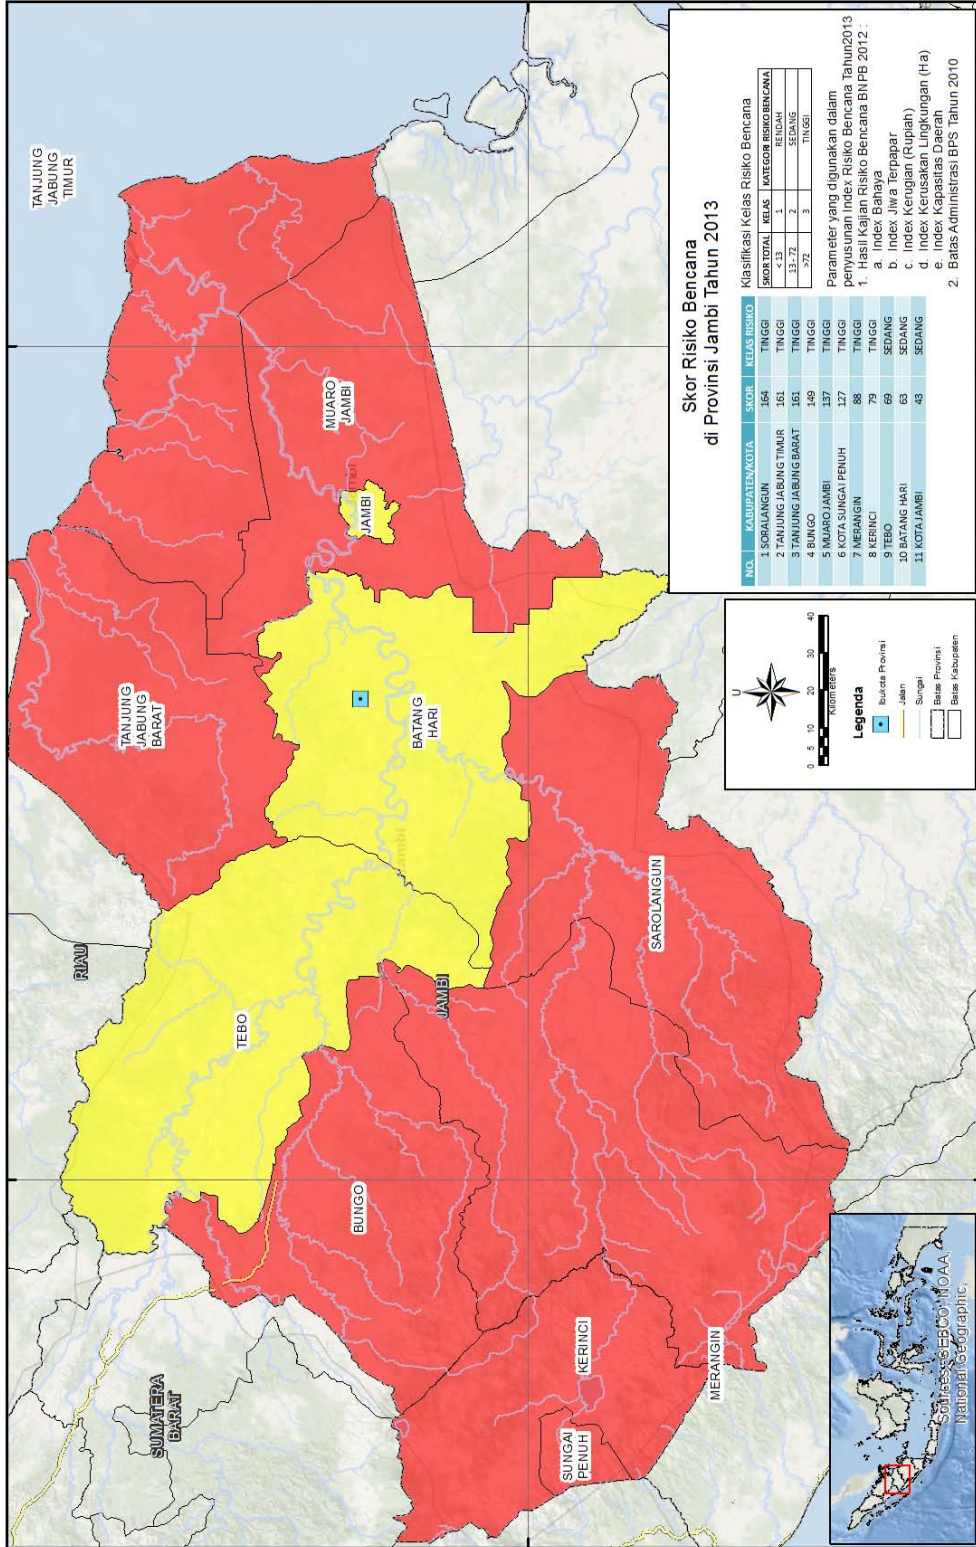 TANJUNG
JABUNG
TIMUR
RIAU
TANJUNG
JABUNG
BARAT
MUARO
JAMBI
JAMBI
Jambi
SUMATERA
BARAT
TEBO
BATANG
HARI
Jambi
JAMBI
BUNGO
SAROLANGUN
SUNGAI
PENUH
KERINCI
MERANGIN
Skor Risiko Bencana
di Provinsi Jambi Tahun 2013
NO. KABUPATEN/KOTA SKOR KELAS RISIKO
1 SORALANGUN 164 TINGGI
2 TANJUNG JABUNG TIMUR 161 TINGGI
3 TANJUNG JABUNG BARAT 161 TINGGI
4 BUNGO 149 TINGGI
5 MUARO JAMBI 137 TINGGI
6 KOTA SUNGAI PENUH 127 TINGGI
7 MERANGIN 88 TINGGI
8 KERINCI 79 TINGGI
9 TEBO 69 SEDANG
10 BATANG HARI 63 SEDANG
11 KOTA JAMBI 43 SEDANG
Klasifikasi Kelas Risiko Bencana
SKOR TOTAL KELAS KATEGORI RISIKO BENCANA
< 13 1 RENDAH
13 - 72 2 SEDANG
>72 3 TINGGI
Parameter yang digunakan dalam
penyusunan Index Risiko Bencana Tahun2013
1. Hasil Kajian Risiko Bencana BNPB 2012 :
a. Index Bahaya
b. Index Jiwa Terpapar
c. Index Kerugian (Rupiah)
d. Index Kerusakan Lingkungan (Ha)
e. Index Kapasitas Daerah
2. Batas Administrasi BPS Tahun 2010
U
0 5 10 20 30 40
Kilometers
Legenda
Ibukota Provinsi
Jalan
Sungai
Batas Provinsi
Batas Kabupaten
Sources: GEBCO, NOAA,
National Geographic,